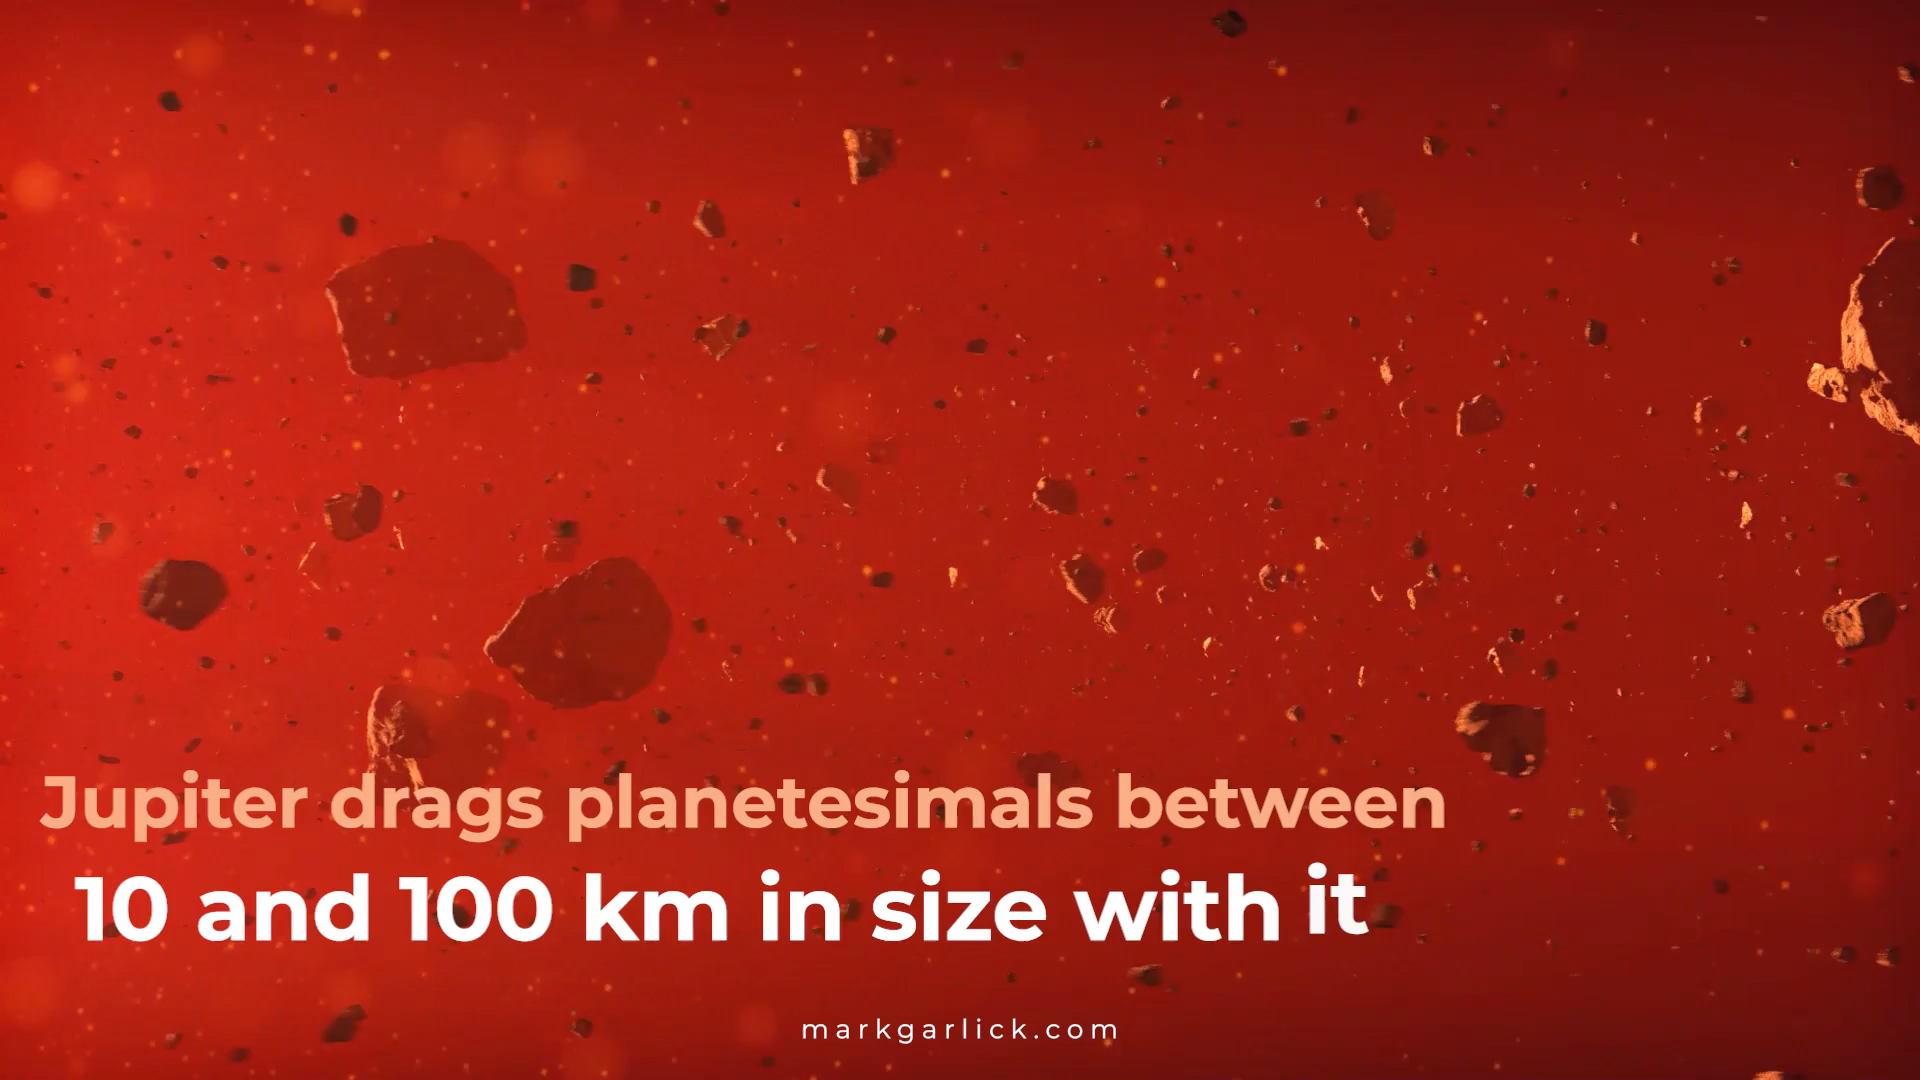 Jupiter drags planetesimals between
10 and 100 km in size with it
markgarlick.com